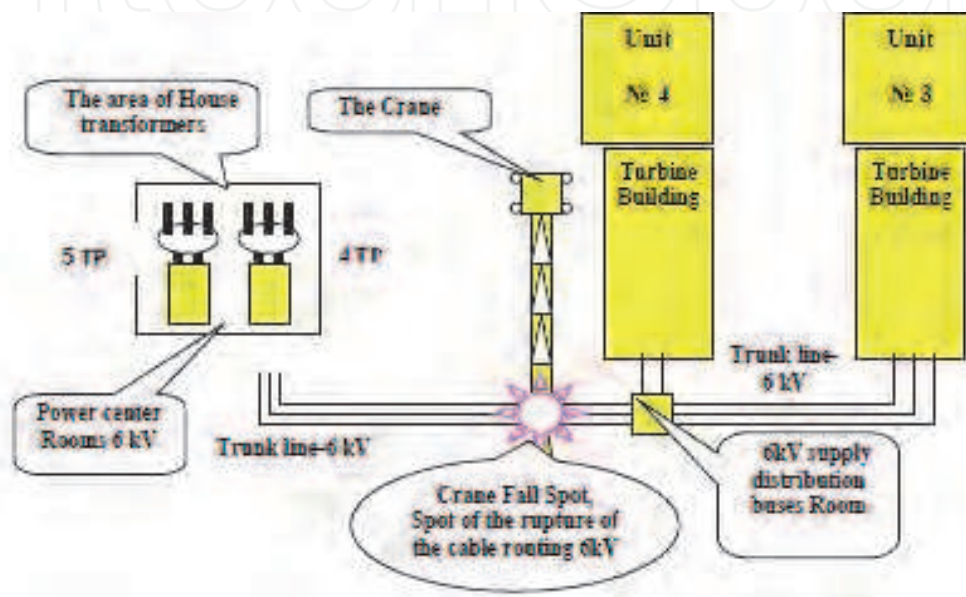 Unit
№ 4
Unit
№ 3
The area of House
transformers
The Crane
Turbine
Building
Turbine
Building
5 TP
4 TP
Trunk line-
6 kV
Power center
Rooms 6 kV
Trunk line-6 kV
6kV supply
distribution
buses Room
Crane Fall Spot,
Spot of the rupture of
the cable routing 6kV